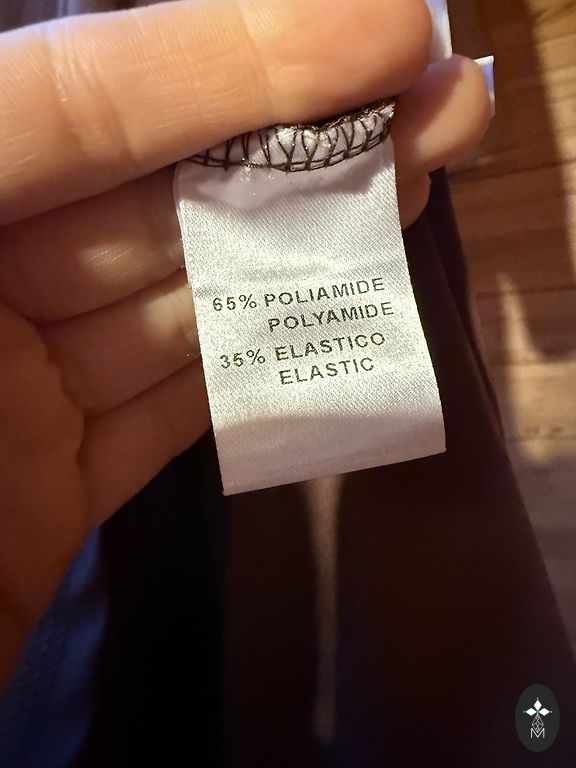 65% POLIAMIDE
POLYAMIDE
35% ELASTICO
ELASTIC